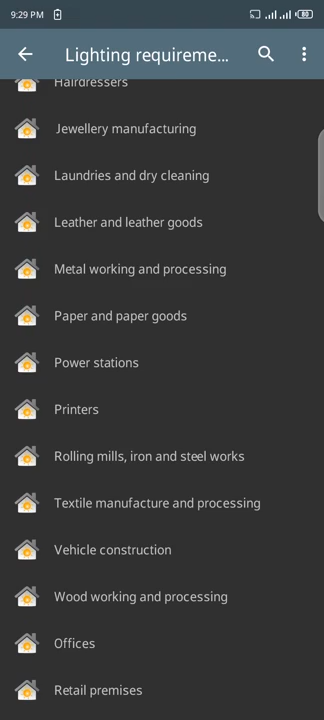 9:29 PM
60
Lighting requireme...
Hairdressers
Jewellery manufacturing
Laundries and dry cleaning
Leather and leather goods
Metal working and processing
Paper and paper goods
Power stations
Printers
Rolling mills, iron and steel works
Textile manufacture and processing
Vehicle construction
Wood working and processing
Offices
Retail premises